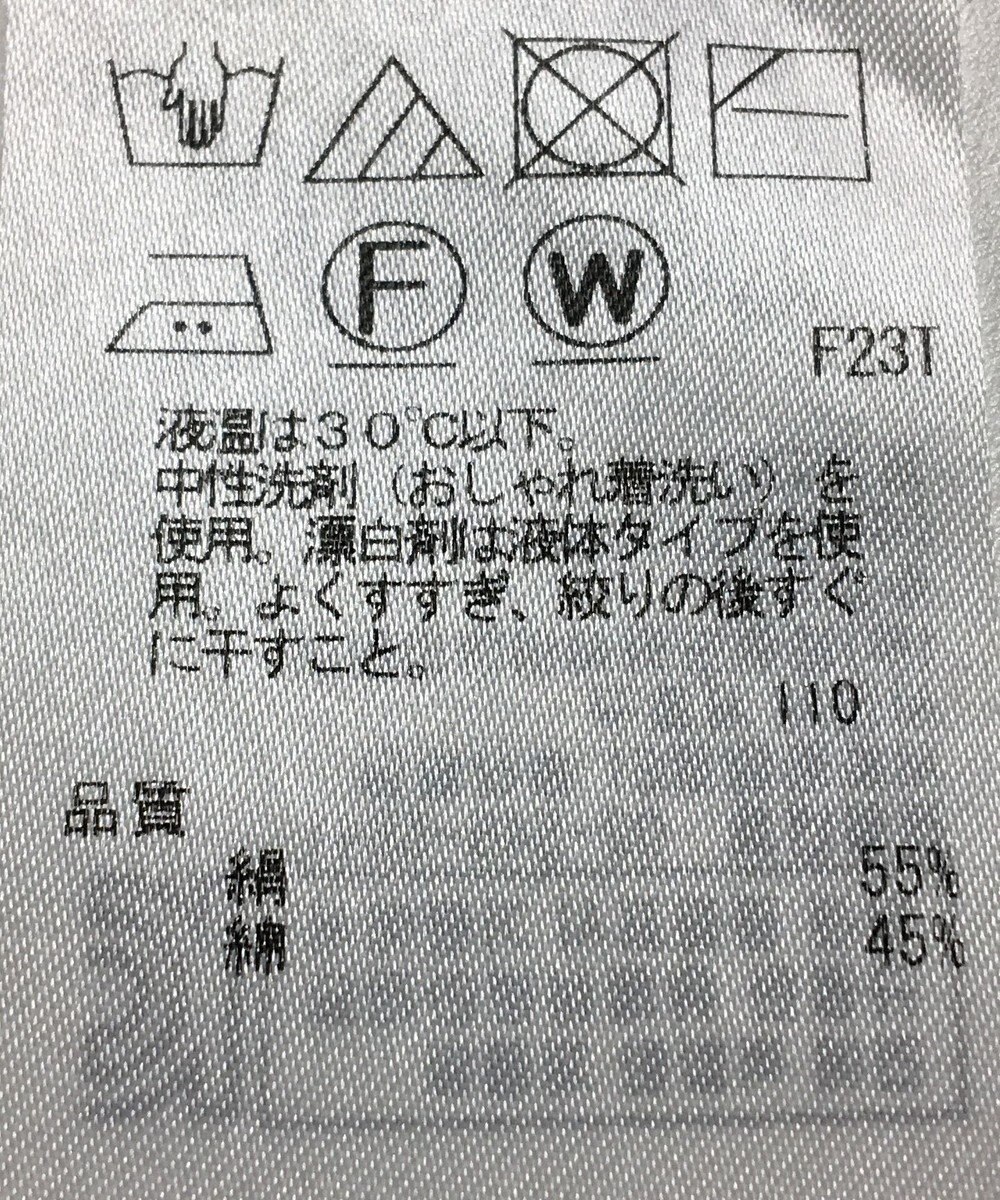 F
W
F23T
液温は30℃以下。
中性洗剤（おしゃれ着洗い）を
使用。漂白剤は液体タイプを使
用。よくすすぎ、絞りの後すぐ
に干すこと。
110
品質
絹 55%
綿 45%